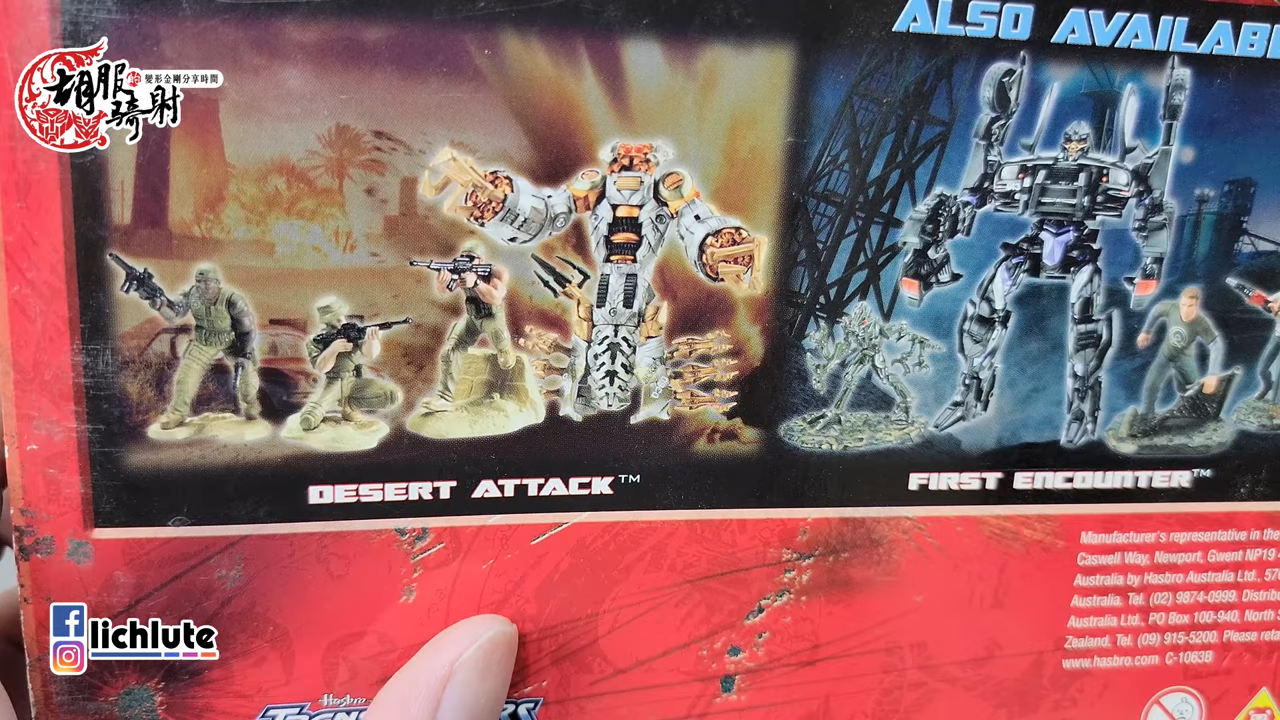 ALSO AVAILAB
胡服
騎射
和
變形金剛分享時間
DESERT ATTACK™
FIRST ENCOUNTER™
Manufacturer's representative in the
Caswell Way, Newport, Gwent NP19
Australia by Hasbro Australia Ltd., 570
Australia. Tel. (02) 9874-0999. Distribu
Australia Ltd., PO Box 100-940, North S
Zealand. Tel. (09) 915-5200. Please reta
www.hasbro.com C-1063B
lichlute
Hasbro